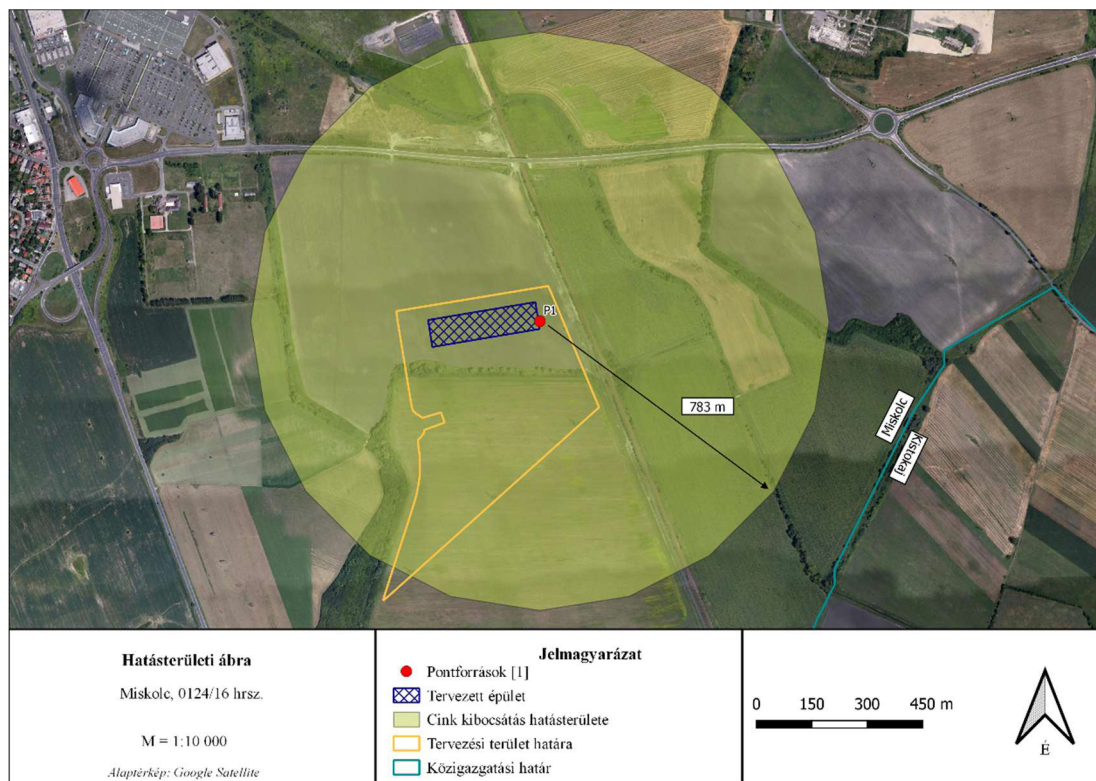 P1
783 m
Miskolc
Kistokaj
Hatásterületi ábra
Miskolc, 0124/16 hrsz.
M = 1:10 000
Alaptérkép: Google Satellite
Jelmagyarázat
Pontforrások [1]
Tervezett épület
Cink kibocsátás hatásterülete
Tervezési terület határa
Közigazgatási határ
0 150 300 450 m
É